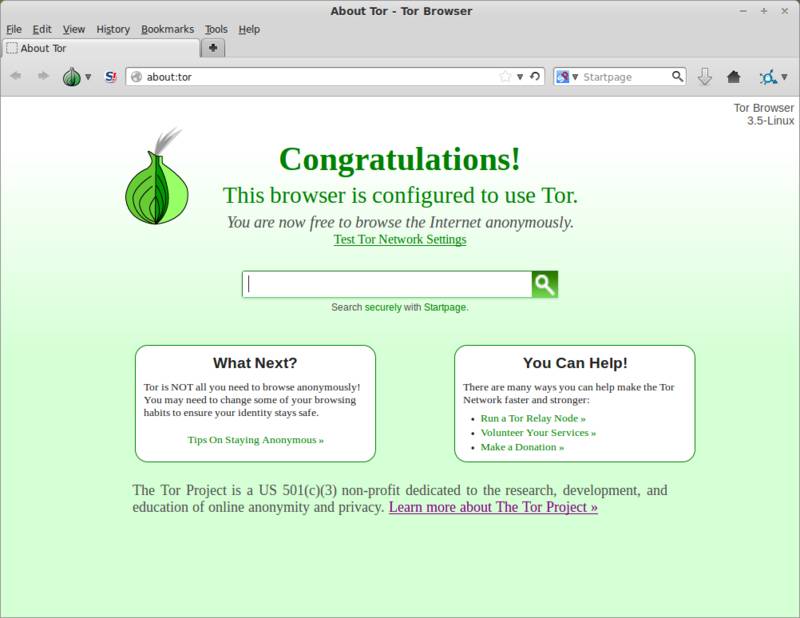 About Tor - Tor Browser
File Edit View History Bookmarks Tools Help
About Tor
about:tor
Startpage
Tor Browser
3.5-Linux
Congratulations!
This browser is configured to use Tor.
You are now free to browse the Internet anonymously.
Test Tor Network Settings
Search securely with Startpage.
What Next?
Tor is NOT all you need to browse anonymously!
You may need to change some of your browsing
habits to ensure your identity stays safe.
Tips On Staying Anonymous »
You Can Help!
There are many ways you can help make the Tor
Network faster and stronger:
• Run a Tor Relay Node »
• Volunteer Your Services »
• Make a Donation »
The Tor Project is a US 501(c)(3) non-profit dedicated to the research, development, and
education of online anonymity and privacy. Learn more about The Tor Project »